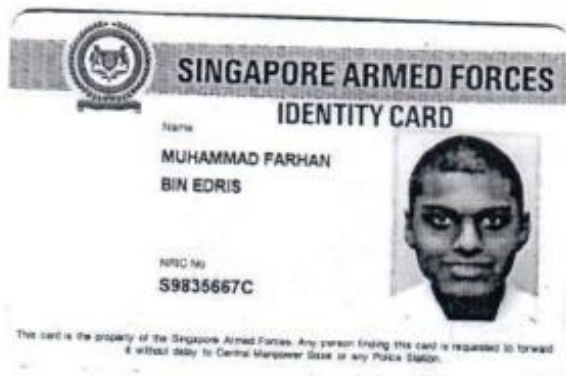 SINGAPORE ARMED FORCES
IDENTITY CARD
Name
MUHAMMAD FARHAN
BIN EDRIS
NRIC No
S9835667C
This card is the property of the Singapore Armed Forces. Any person finding this card is requested to forward
it without delay to Central Manpower Base or any Police Station.